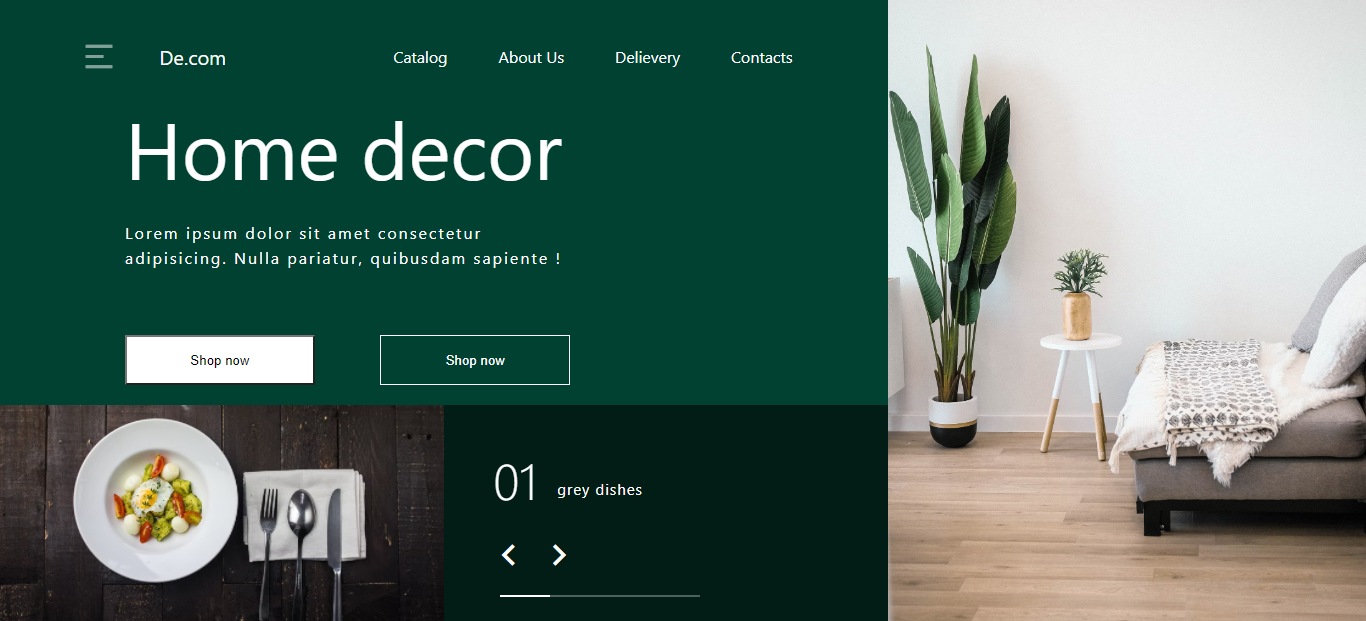 De.com
Catalog
About Us
Delievery
Contacts
Home decor
Lorem ipsum dolor sit amet consectetur
adipisicing. Nulla pariatur, quibusdam sapiente !
Shop now
Shop now
01 grey dishes